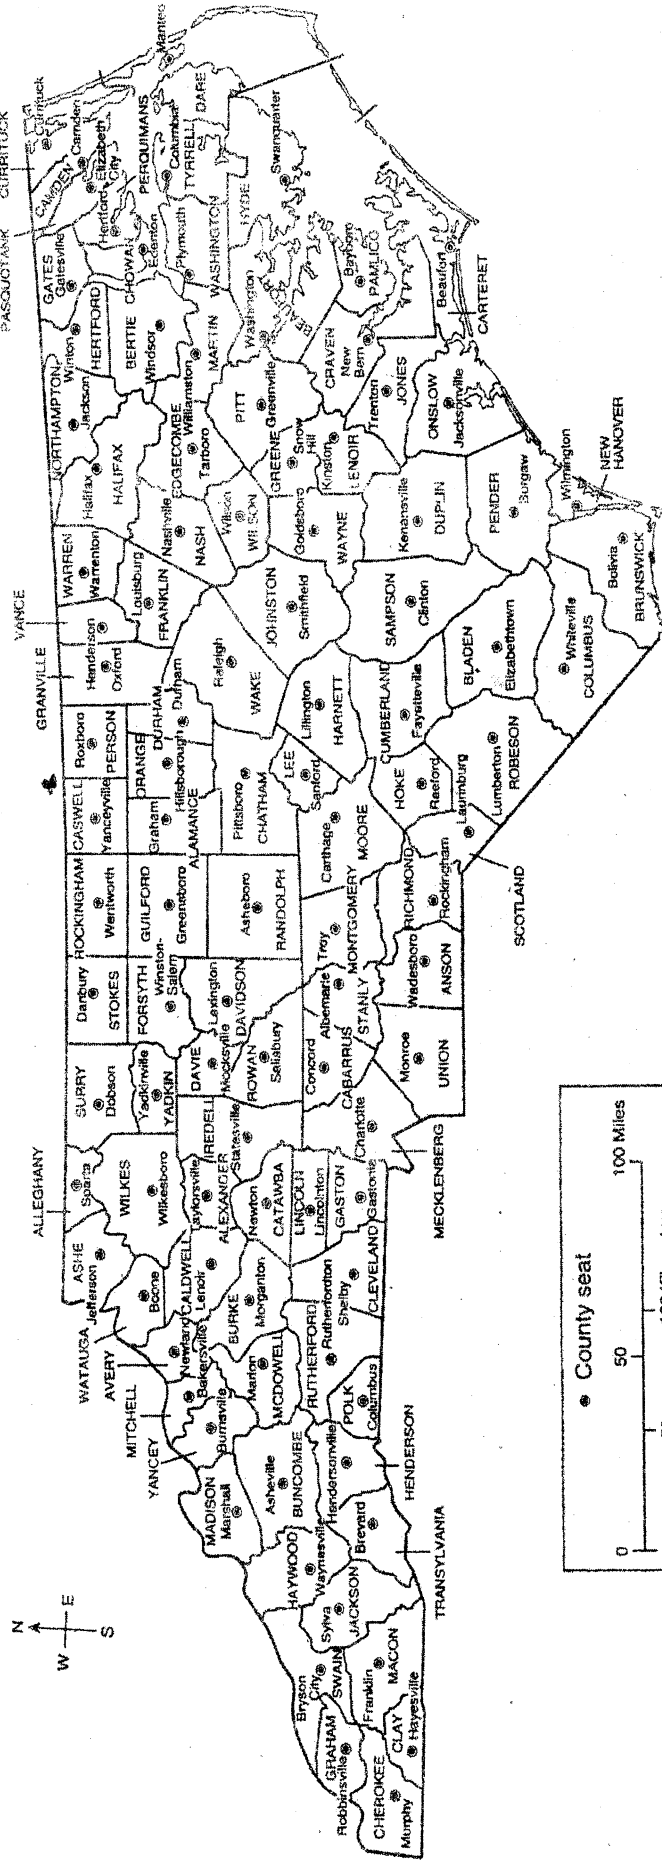 N
W E
S
CHEROKEE
Murphy
GRAHAM
Robbinsville
CLAY
Hayesville
Bryson
City
SWAIN
Franklin
MACON
Sylva
JACKSON
HAYWOOD
Waynesville
TRANSYLVANIA
Brevard
HENDERSON
Hendersonville
MADISON
Marshall
Asheville
BUNCOMBE
YANCEY
Burnsville
MITCHELL
Bakersville
AVERY
Newland
POLK
Columbus
RUTHERFORD
Rutherfordton
MCDOWELL
Marion
WATAUGA
Boone
ASHE
Jefferson
CALDWELL
Lenoir
BURKE
Morganton
CLEVELAND
Shelby
ALLEGHANY
Sparta
WILKES
Wilkesboro
Taylorsville
ALEXANDER
Newton
CATAWBA
LINCOLN
Lincolnton
GASTON
Gastonia
IREDELL
Statesville
MECKLENBERG
Charlotte
SURRY
Dobson
Yadkinville
YADKIN
DAVIE
Mocksville
ROWAN
Salisbury
Concord
CABARRUS
Monroe
UNION
Danbury
STOKES
FORSYTH
Winston-
Salem
Lexington
DAVIDSON
Albemarle
STANLY
Wadesboro
ANSON
ROCKINGHAM
Wentworth
GUILFORD
Greensboro
Asheboro
RANDOLPH
Troy
MONTGOMERY
RICHMOND
Rockingham
CASWELL
Yanceyville
Graham
ALAMANCE
Pittsboro
CHATHAM
Carthage
MOORE
SCOTLAND
Laurinburg
Roxboro
PERSON
ORANGE
Hillsborough
DURHAM
Durham
LEE
Sanford
HOKE
Raeford
Lumberton
ROBESON
GRANVILLE
Oxford
VANCE
Henderson
Raleigh
WAKE
Lillington
HARNETT
CUMBERLAND
Fayetteville
BLADEN
Elizabethtown
Whiteville
COLUMBUS
WARREN
Warrenton
Louisburg
FRANKLIN
JOHNSTON
Smithfield
SAMPSON
Clinton
Bolivia
BRUNSWICK
NORTHAMPTON
Jackson
Halifax
HALIFAX
Nashville
NASH
EDGECOMBE
Tarboro
Wilson
WILSON
Goldsboro
WAYNE
GREENE
Snow
Hill
Kinston
LENOIR
Kenansville
DUPLIN
PENDER
Burgaw
Wilmington
NEW
HANOVER
HERTFORD
Winton
GATES
Gatesville
BERTIE
Windsor
MARTIN
Williamston
PITT
Greenville
Washington
CRAVEN
New
Bern
Trenton
JONES
ONSLOW
Jacksonville
PASQUOTANK
Elizabeth
City
CAMDEN
Camden
CURRITUCK
Currituck
PERQUIMANS
Hertford
CHOWAN
Edenton
WASHINGTON
Plymouth
TYRRELL
Columbia
DARE
Manteo
HYDE
Swanquarter
Bayboro
PAMLICO
Beaufort
CARTERET
County seat
0 50 100 Miles